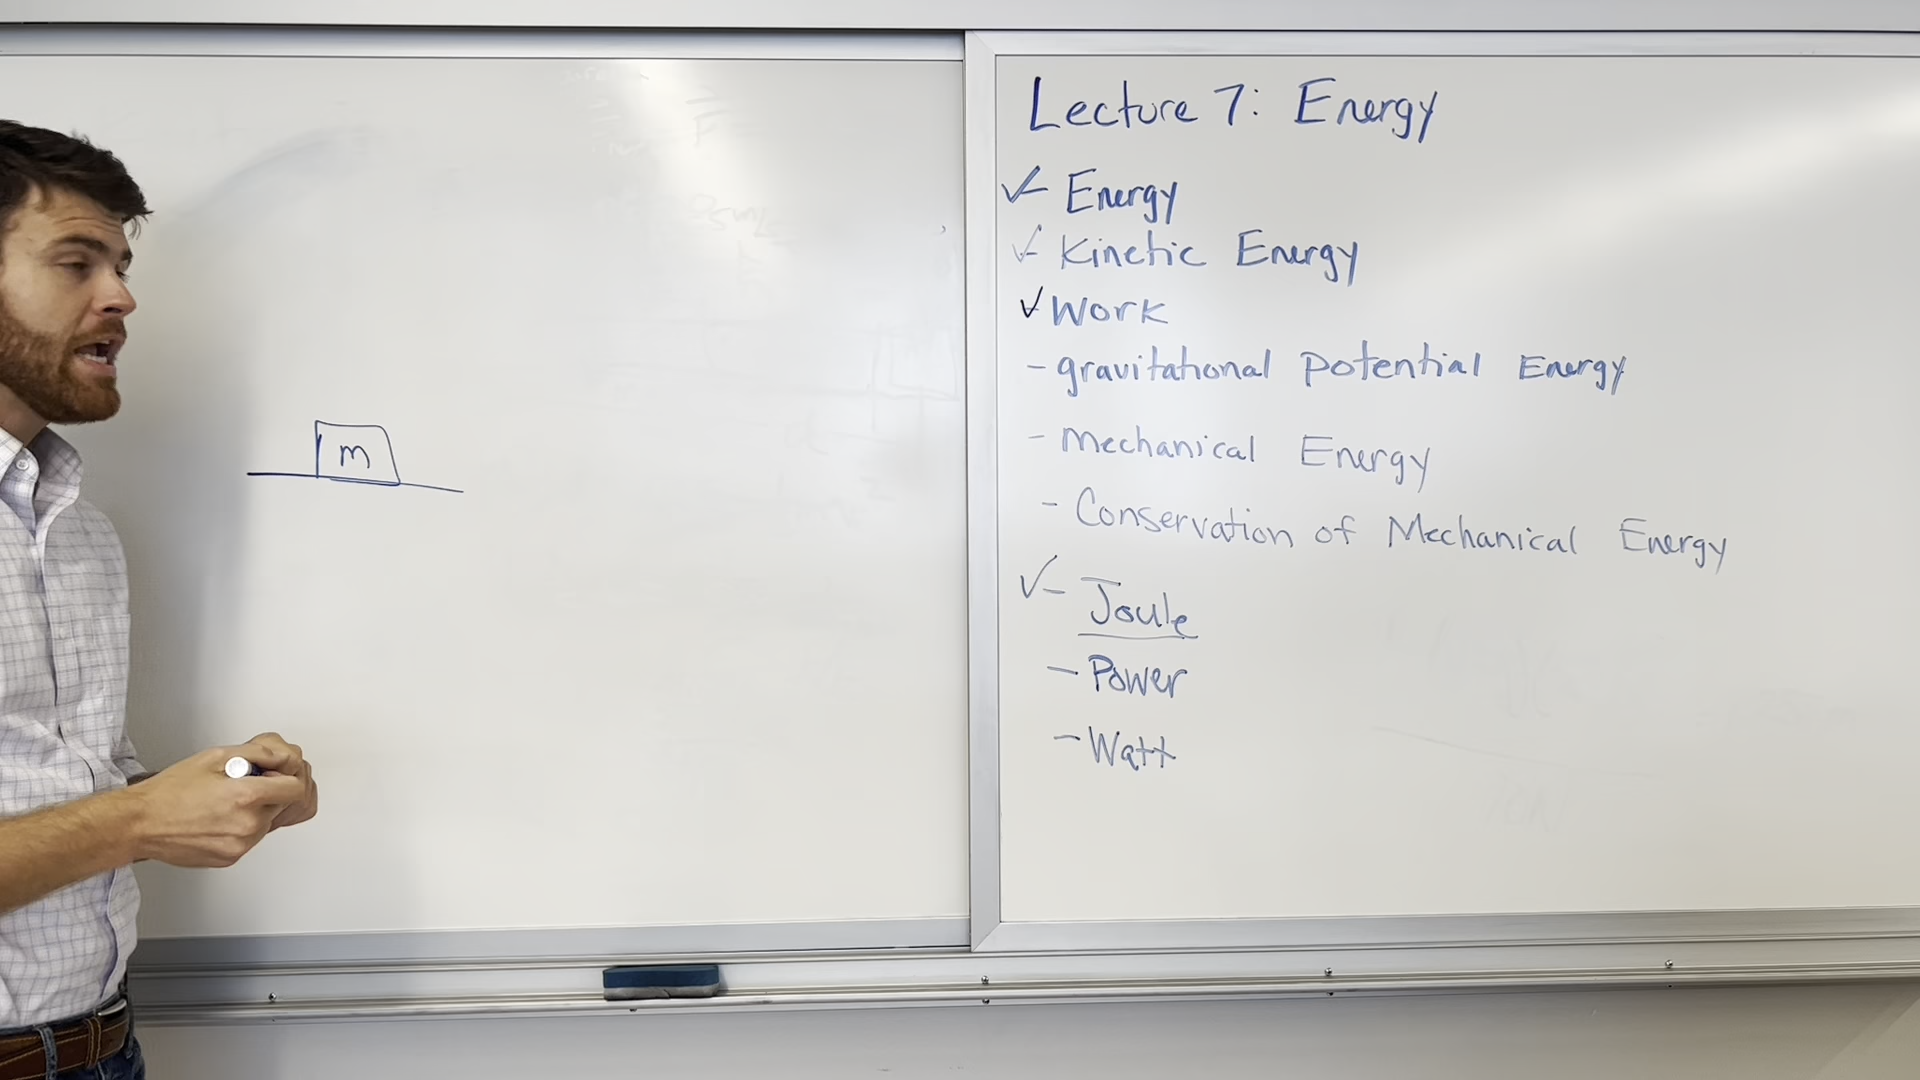 m
Lecture 7: Energy
✓- Energy
✓- Kinetic Energy
✓- Work
- gravitational Potential Energy
- Mechanical Energy
- Conservation of Mechanical Energy
✓- Joule
- Power
- Watt